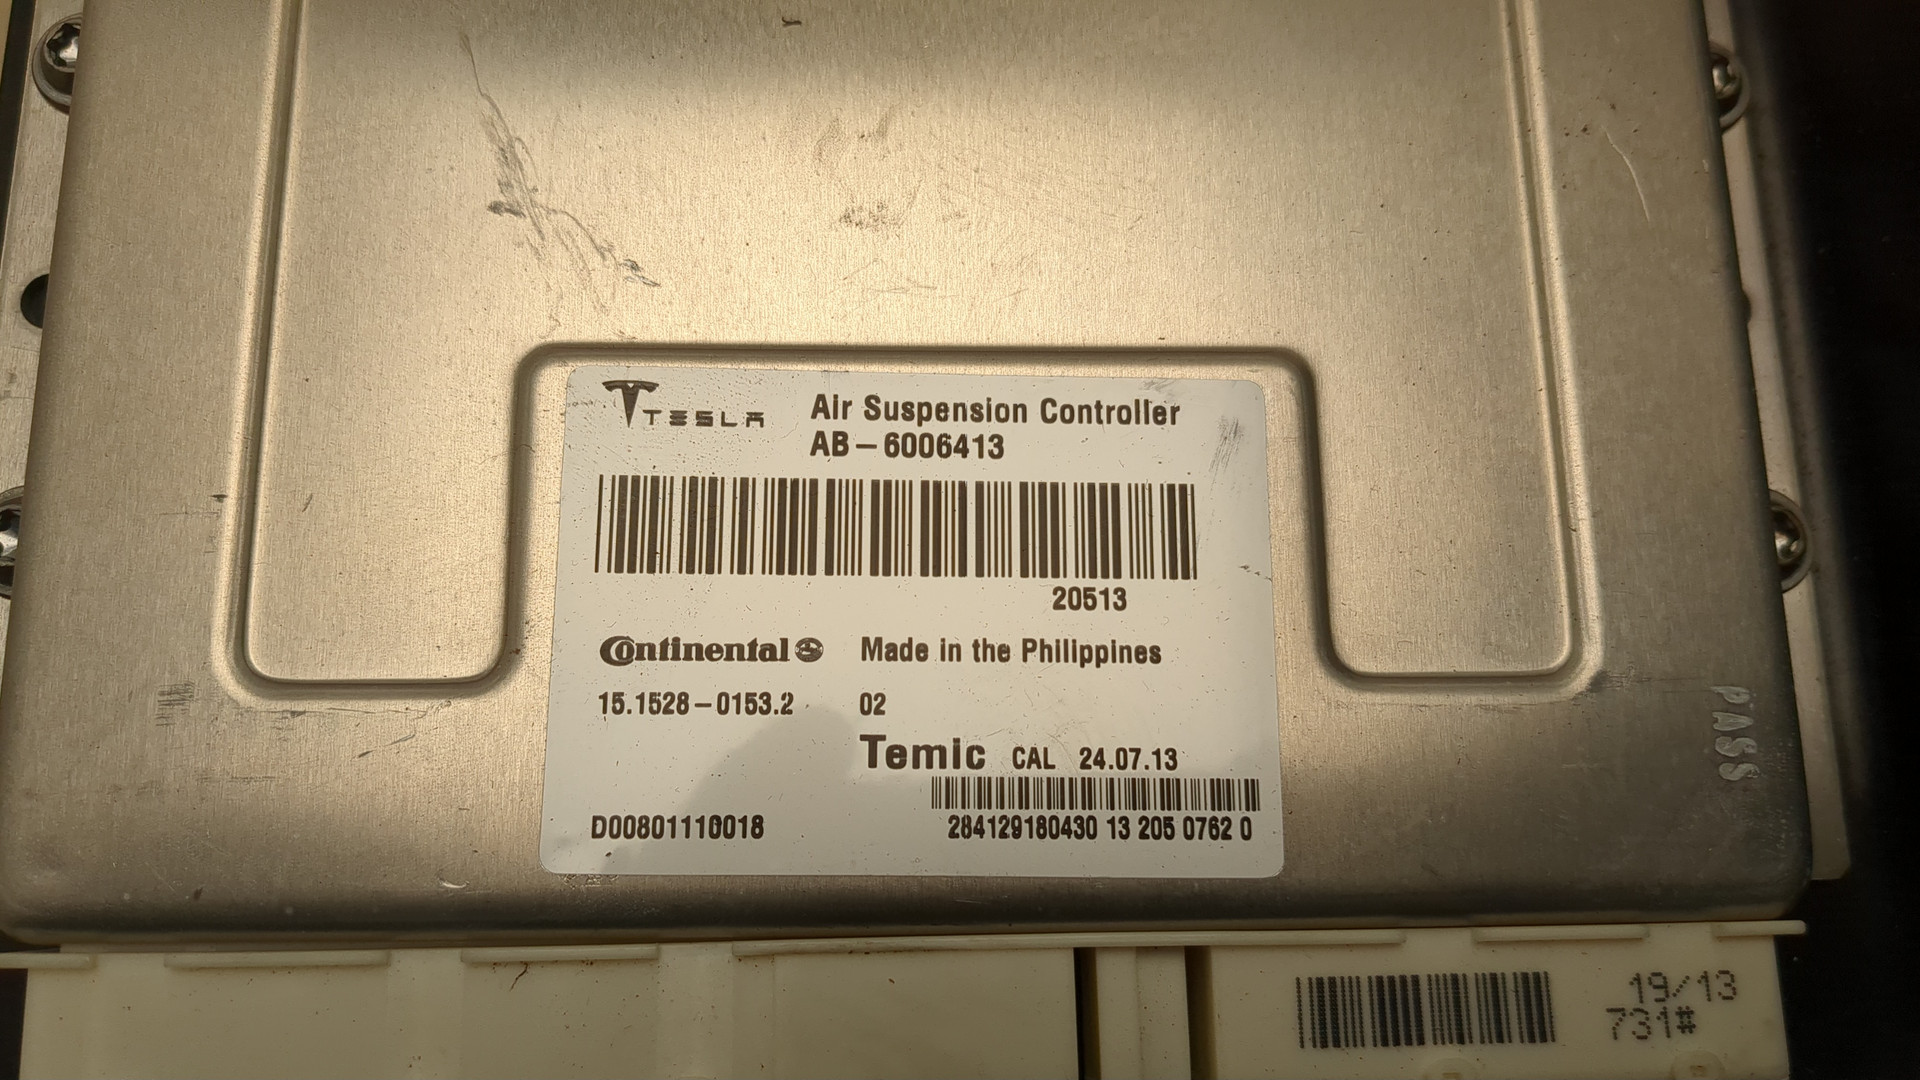 TESLA
Air Suspension Controller
AB-6006413
20513
Continental
Made in the Philippines
15.1528-0153.2
02
Temic CAL 24.07.13
D00801110018
284129180430 13 205 0762 0
PASS
19/13
731#